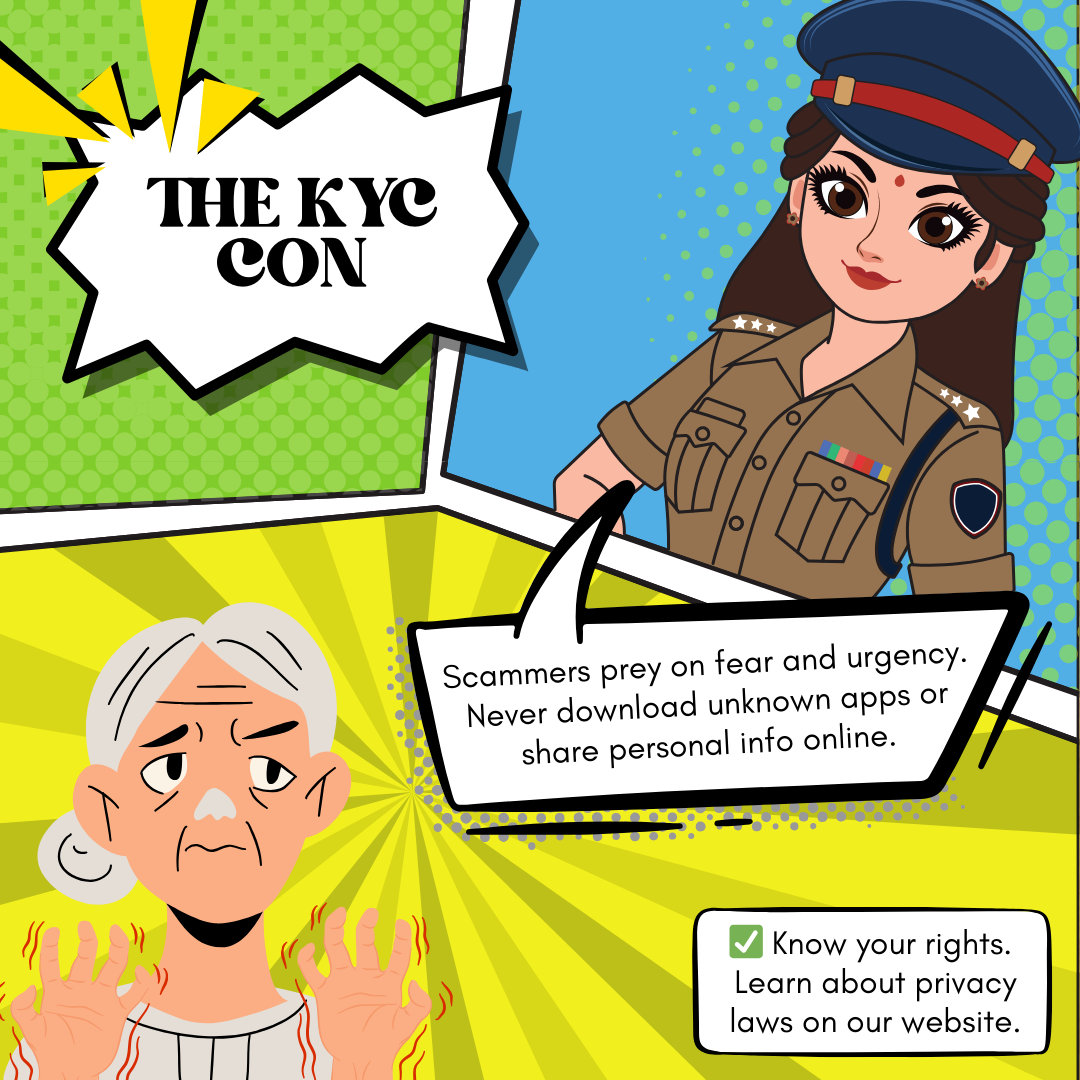 THE KYC
CON
Scammers prey on fear and urgency.
Never download unknown apps or
share personal info online.
✅ Know your rights.
Learn about privacy
laws on our website.